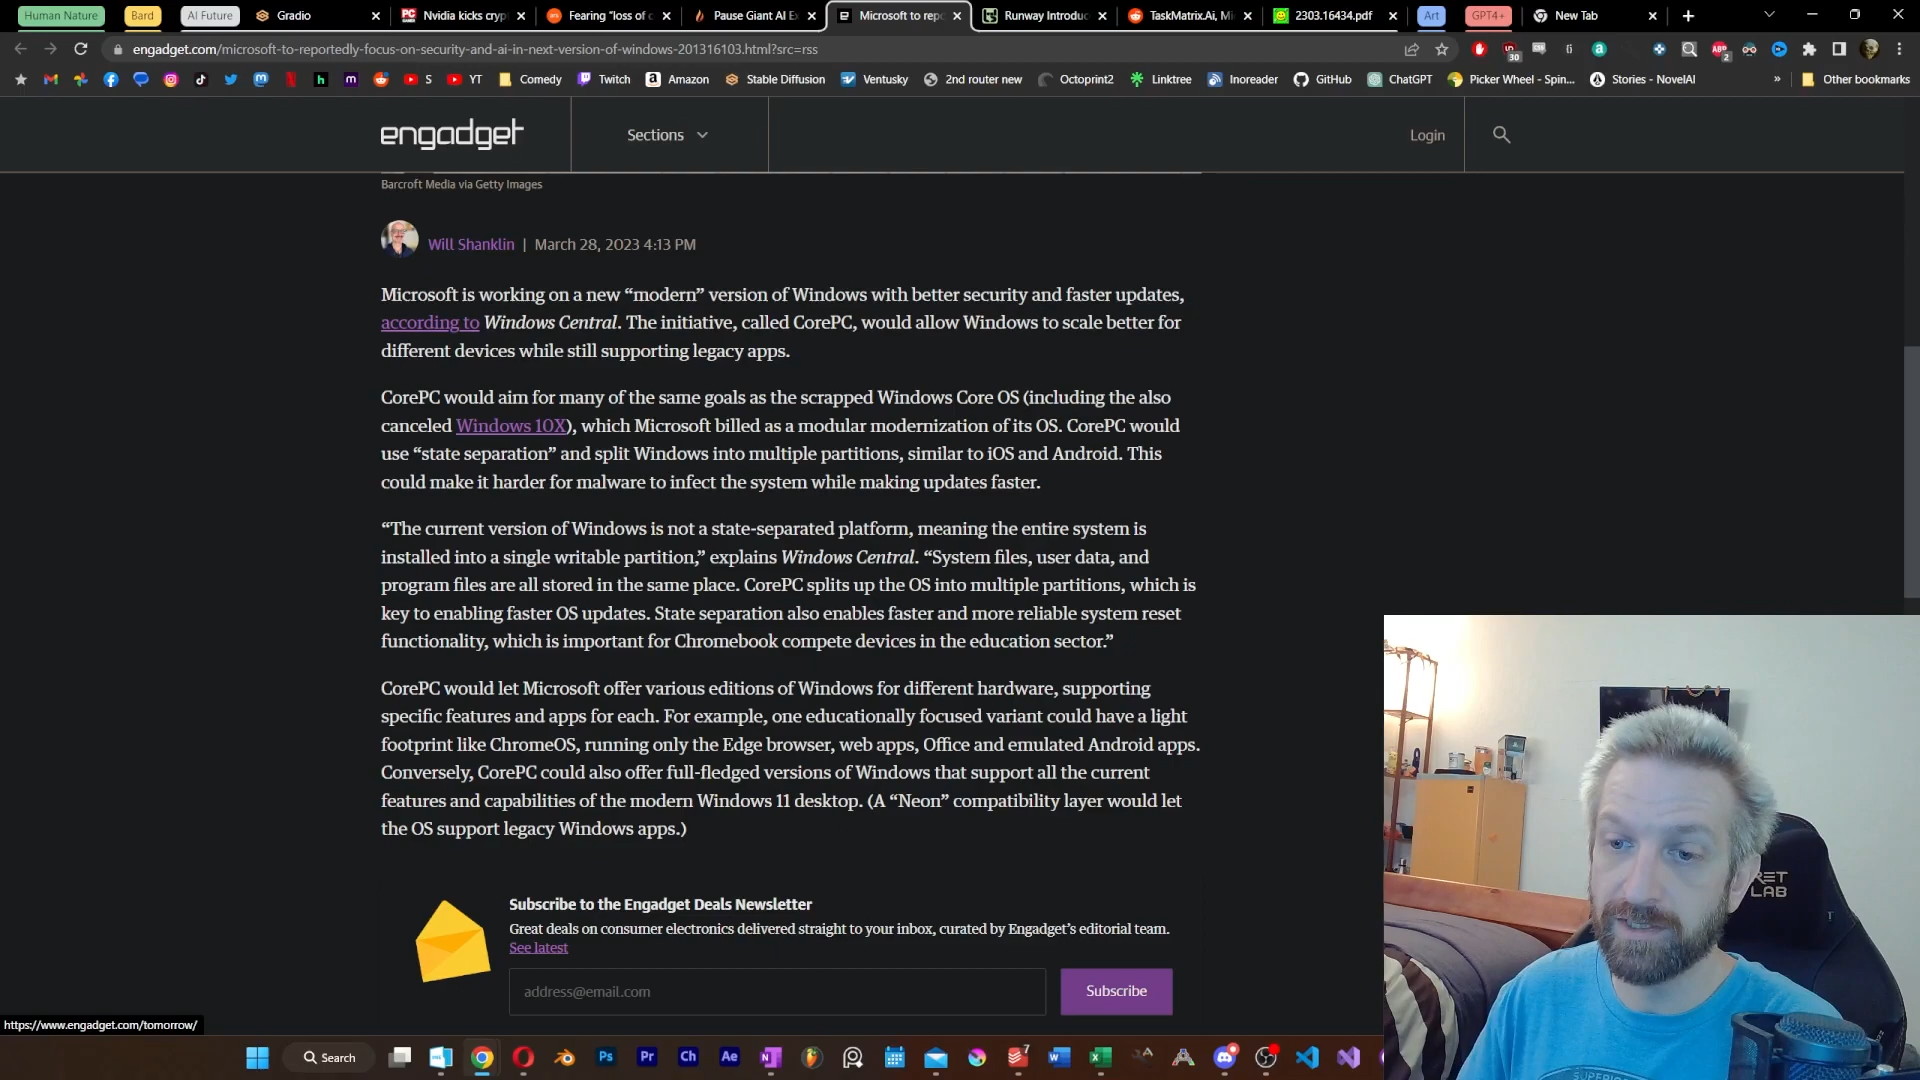 Human Nature
Bard
AI Future
Gradio
Nvidia kicks cryp
Fearing "loss of c
Pause Giant AI Ex
Microsoft to repo
Runway Introduc
TaskMatrix.Ai, Mi
2303.16434.pdf
Art
GPT4+
New Tab
engadget.com/microsoft-to-reportedly-focus-on-security-and-ai-in-next-version-of-windows-201316103.html?src=rss
S
YT
Comedy
Twitch
Amazon
Stable Diffusion
Ventusky
2nd router new
Octoprint2
Linktree
Inoreader
GitHub
ChatGPT
Picker Wheel - Spin...
Stories - NovelAI
»
Other bookmarks
engadget
Sections
Login
Barcroft Media via Getty Images
Will Shanklin | March 28, 2023 4:13 PM
Microsoft is working on a new “modern” version of Windows with better security and faster updates,
according to Windows Central. The initiative, called CorePC, would allow Windows to scale better for
different devices while still supporting legacy apps.
CorePC would aim for many of the same goals as the scrapped Windows Core OS (including the also
canceled Windows 10X), which Microsoft billed as a modular modernization of its OS. CorePC would
use “state separation” and split Windows into multiple partitions, similar to iOS and Android. This
could make it harder for malware to infect the system while making updates faster.
“The current version of Windows is not a state-separated platform, meaning the entire system is
installed into a single writable partition,” explains Windows Central. “System files, user data, and
program files are all stored in the same place. CorePC splits up the OS into multiple partitions, which is
key to enabling faster OS updates. State separation also enables faster and more reliable system reset
functionality, which is important for Chromebook compete devices in the education sector.”
CorePC would let Microsoft offer various editions of Windows for different hardware, supporting
specific features and apps for each. For example, one educationally focused variant could have a light
footprint like ChromeOS, running only the Edge browser, web apps, Office and emulated Android apps.
Conversely, CorePC could also offer full-fledged versions of Windows that support all the current
features and capabilities of the modern Windows 11 desktop. (A “Neon” compatibility layer would let
the OS support legacy Windows apps.)
Subscribe to the Engadget Deals Newsletter
Great deals on consumer electronics delivered straight to your inbox, curated by Engadget’s editorial team.
See latest
address@email.com
Subscribe
https://www.engadget.com/tomorrow/
Search
Ps
Pr
Ch
Ae
LAB